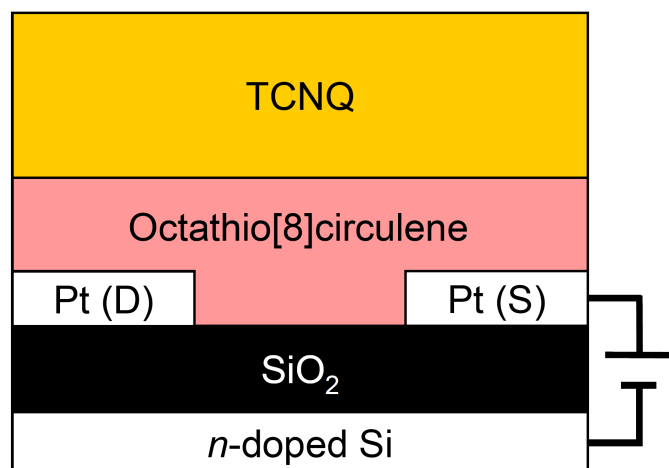 TCNQ
Octathio[8]circulene
Pt (D)
Pt (S)
SiO₂
n-doped Si